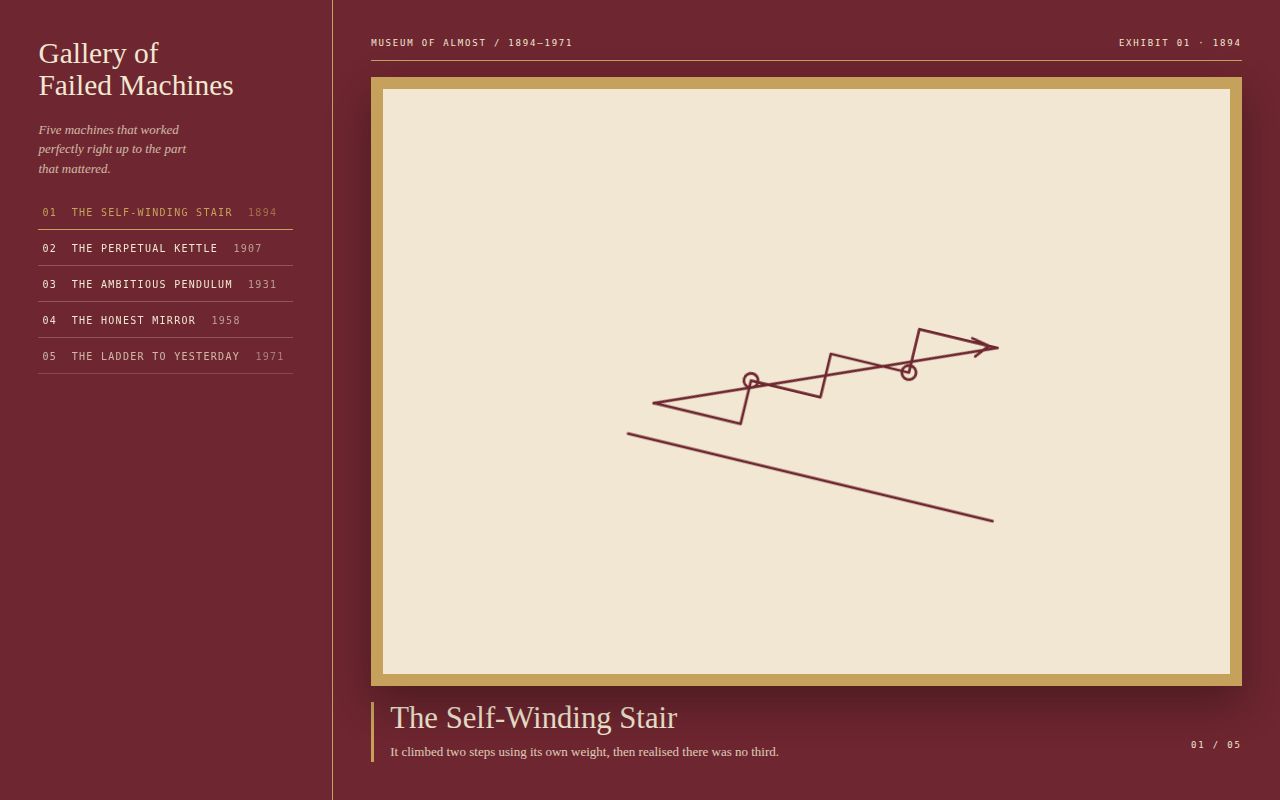 Gallery of
Failed Machines
Five machines that worked
perfectly right up to the part
that mattered.
01 THE SELF-WINDING STAIR 1894
02 THE PERPETUAL KETTLE 1907
03 THE AMBITIOUS PENDULUM 1931
04 THE HONEST MIRROR 1958
05 THE LADDER TO YESTERDAY 1971
MUSEUM OF ALMOST / 1894—1971
EXHIBIT 01 · 1894
The Self-Winding Stair
It climbed two steps using its own weight, then realised there was no third.
01 / 05